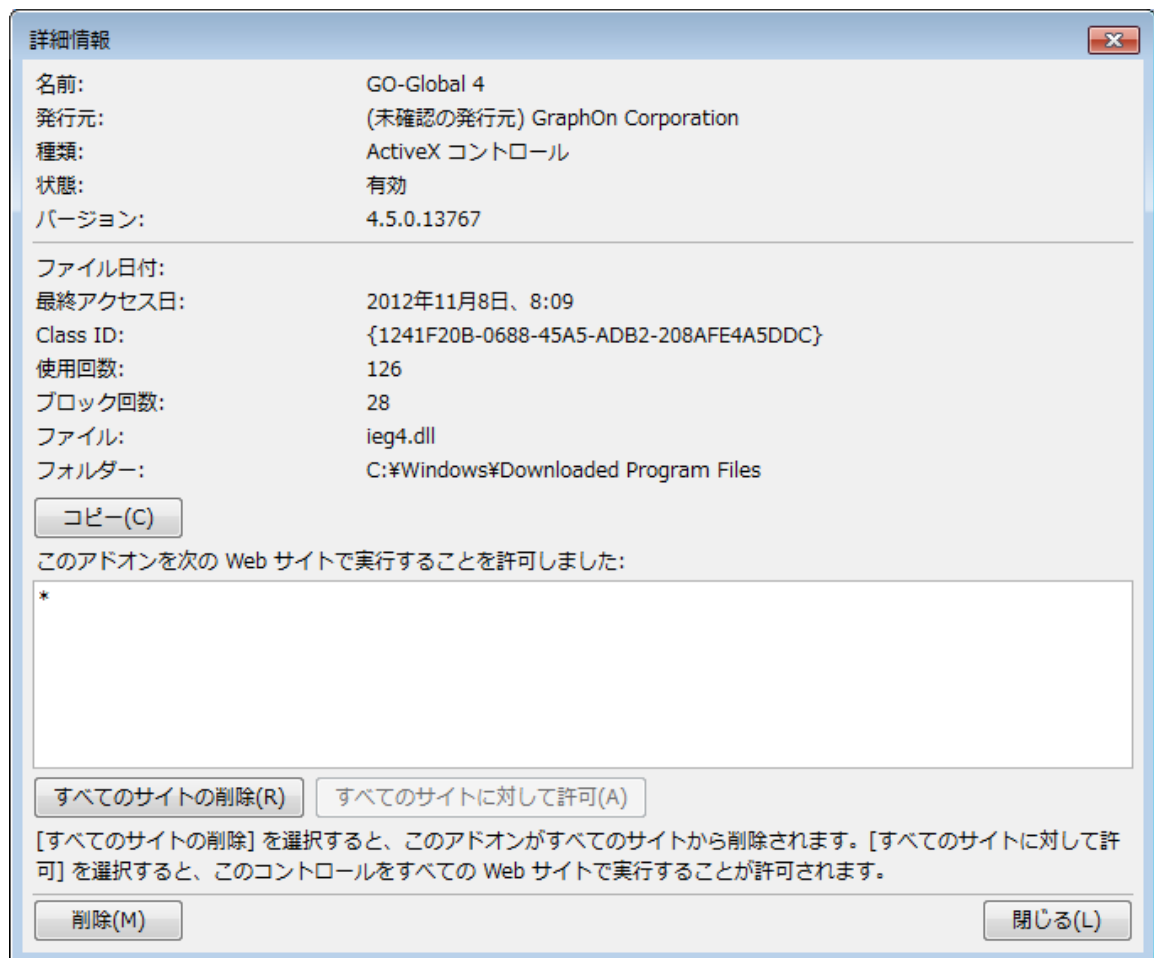 詳細情報
名前: GO-Global 4
発行元: (未確認の発行元) GraphOn Corporation
種類: ActiveX コントロール
状態: 有効
バージョン: 4.5.0.13767
ファイル日付:
最終アクセス日: 2012年11月8日、8:09
Class ID: {1241F20B-0688-45A5-ADB2-208AFE4A5DDC}
使用回数: 126
ブロック回数: 28
ファイル: ieg4.dll
フォルダー: C:¥Windows¥Downloaded Program Files
コピー(C)
このアドオンを次の Web サイトで実行することを許可しました:
*
すべてのサイトの削除(R) すべてのサイトに対して許可(A)
[すべてのサイトの削除] を選択すると、このアドオンがすべてのサイトから削除されます。[すべてのサイトに対して許
可] を選択すると、このコントロールをすべての Web サイトで実行することが許可されます。
削除(M) 閉じる(L)